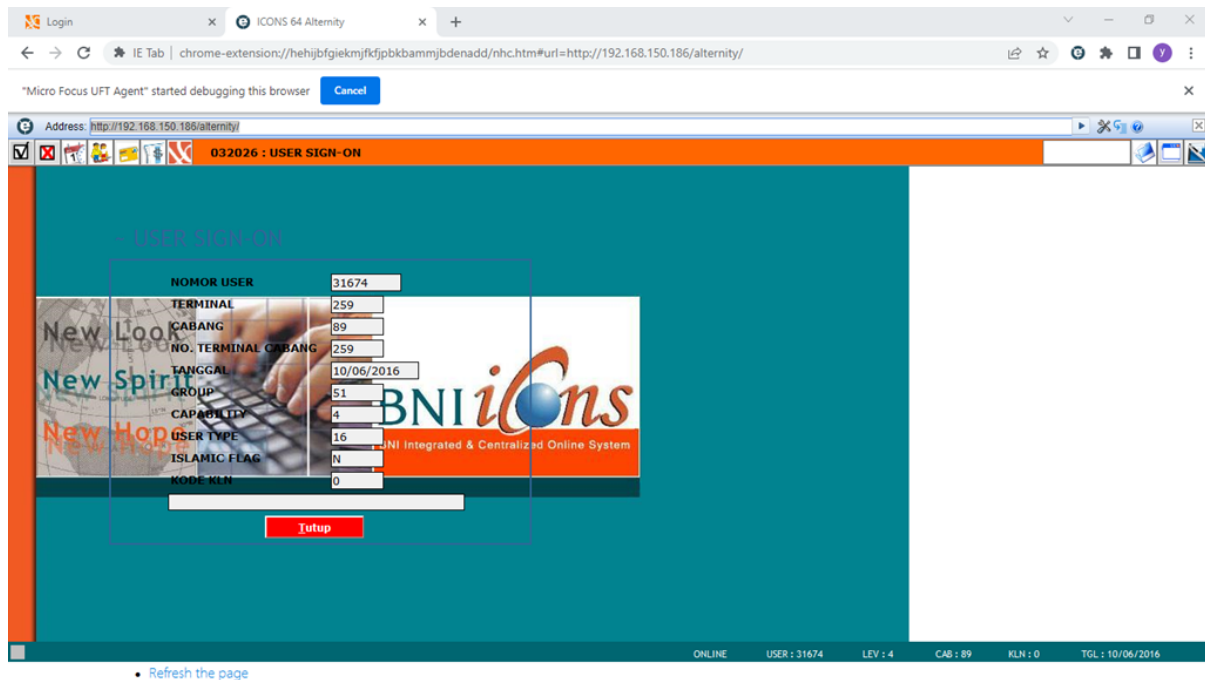 Login
ICONS 64 Alternity
IE Tab | chrome-extension://hehijbfgiekmjfkfjpbkbammjbdenadd/nhc.htm#url=http://192.168.150.186/alternity/
"Micro Focus UFT Agent" started debugging this browser Cancel
Address: http://192.168.150.186/alternity/
032026 : USER SIGN-ON
- USER SIGN-ON
NOMOR USER 31674
TERMINAL 259
CABANG 89
NO. TERMINAL CABANG 259
TANGGAL 10/06/2016
GROUP 51
CAPABILITY 4
USER TYPE 16
ISLAMIC FLAG N
KODE KLN 0
Tutup
New Look
New Spirit
New Hope
BNI icons
BNI Integrated & Centralized Online System
ONLINE USER : 31674 LEV : 4 CAB : 89 KLN : 0 TGL : 10/06/2016
• Refresh the page